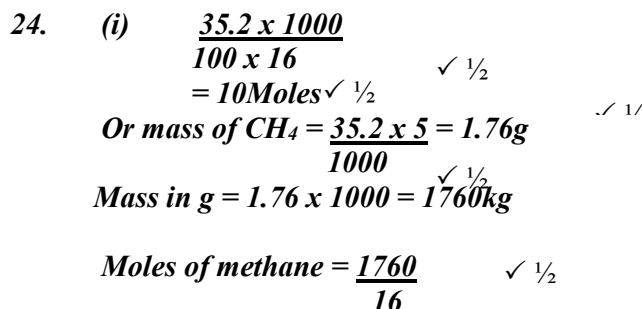 24. (i) 35.2 x 1000
100 x 16 ✓ ½
= 10Moles✓ ½
Or mass of CH₄ = 35.2 x 5 = 1.76g
1000 ✓ ½
Mass in g = 1.76 x 1000 = 1760kg
Moles of methane = 1760 ✓ ½
16